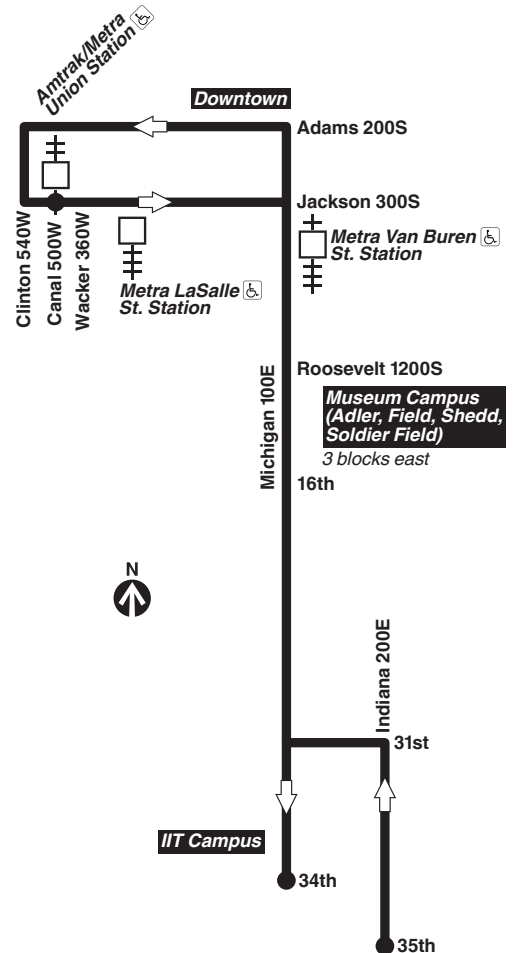 Amtrak/Metra
Union Station
Downtown
Adams 200S
Jackson 300S
Clinton 540W
Canal 500W
Wacker 360W
Metra Van Buren
St. Station
Metra LaSalle
St. Station
Roosevelt 1200S
Michigan 100E
Museum Campus
(Adler, Field, Shedd,
Soldier Field)
3 blocks east
16th
N
Indiana 200E
31st
IIT Campus
34th
35th